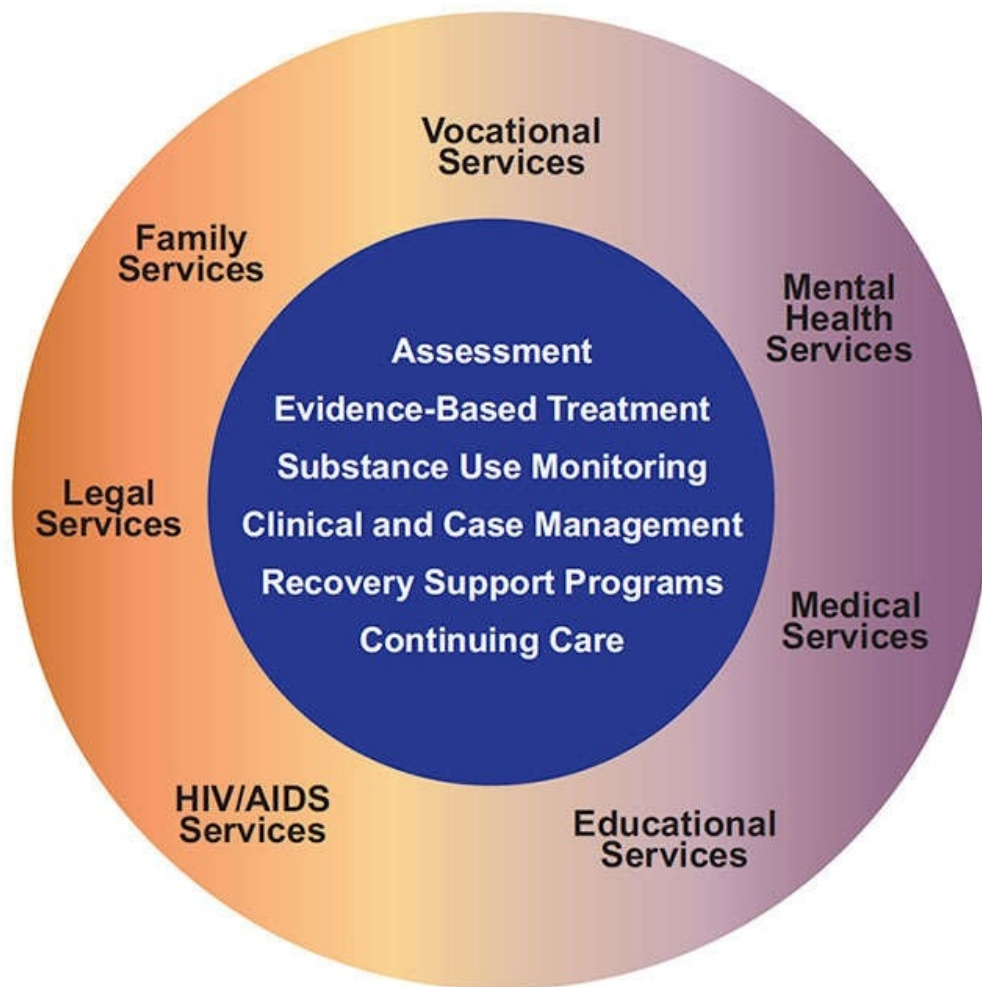 Vocational
Services
Family
Services
Mental
Health
Services
Assessment
Evidence-Based Treatment
Substance Use Monitoring
Clinical and Case Management
Recovery Support Programs
Continuing Care
Legal
Services
Medical
Services
HIV/AIDS
Services
Educational
Services